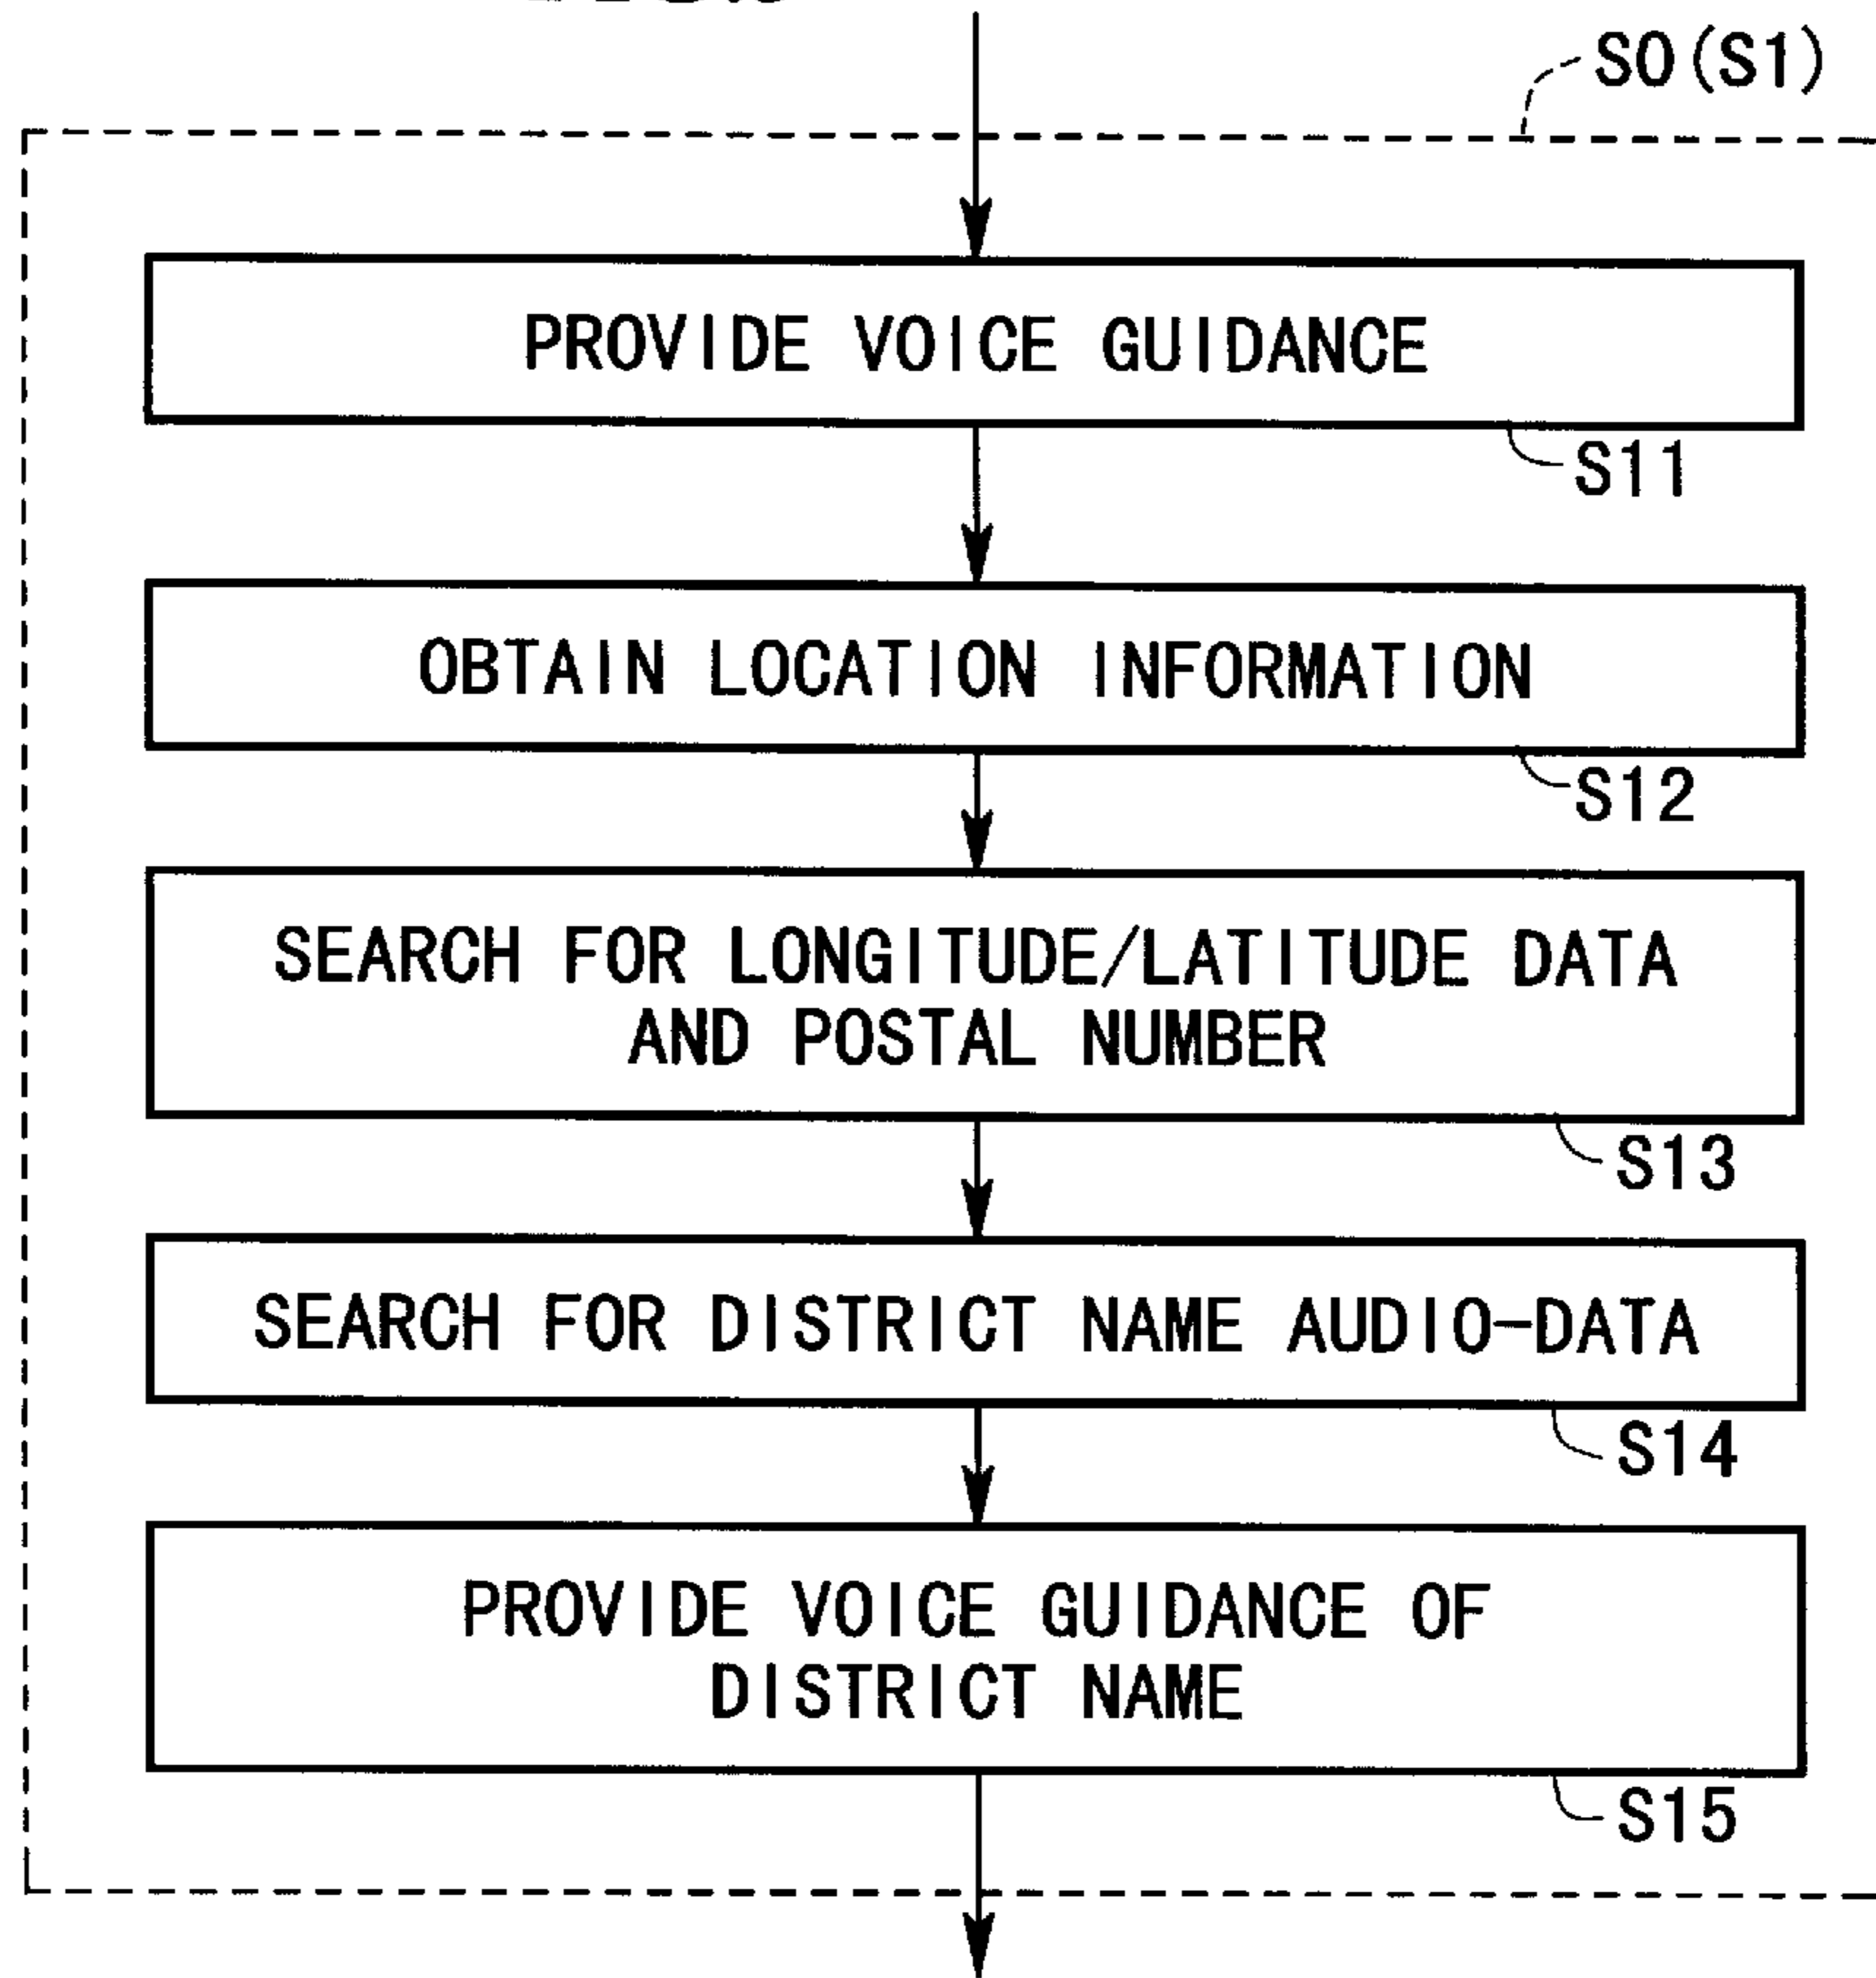 S0(S1)
PROVIDE VOICE GUIDANCE
S11
OBTAIN LOCATION INFORMATION
S12
SEARCH FOR LONGITUDE/LATITUDE DATA
AND POSTAL NUMBER
S13
SEARCH FOR DISTRICT NAME AUDIO-DATA
S14
PROVIDE VOICE GUIDANCE OF
DISTRICT NAME
S15